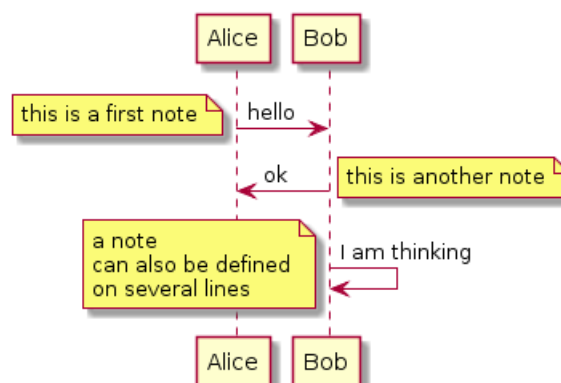 Alice Bob
this is a first note
hello
ok
this is another note
a note
can also be defined
on several lines
I am thinking
Alice Bob